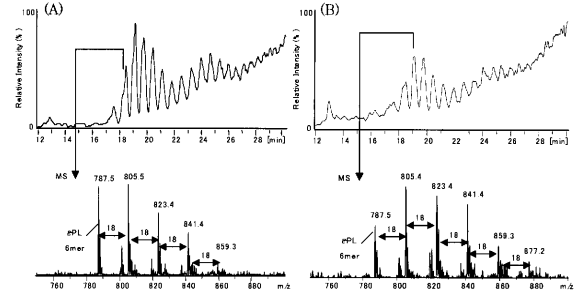 (A)
(B)
100
Relative Intensity (%)
0
12 14 16 18 20 22 24 26 28 [min]
100
Relative Intensity (%)
0
12 14 16 18 20 22 24 26 28 [min]
MS
787.5 805.5 823.4 841.4 859.3
18 18 18 18
εPL
6mer
760 780 800 820 840 860 880 m/z
MS
787.5 805.4 823.4 841.4 859.3 877.2
18 18 18 18 18
εPL
6mer
760 780 800 820 840 860 880 m/z